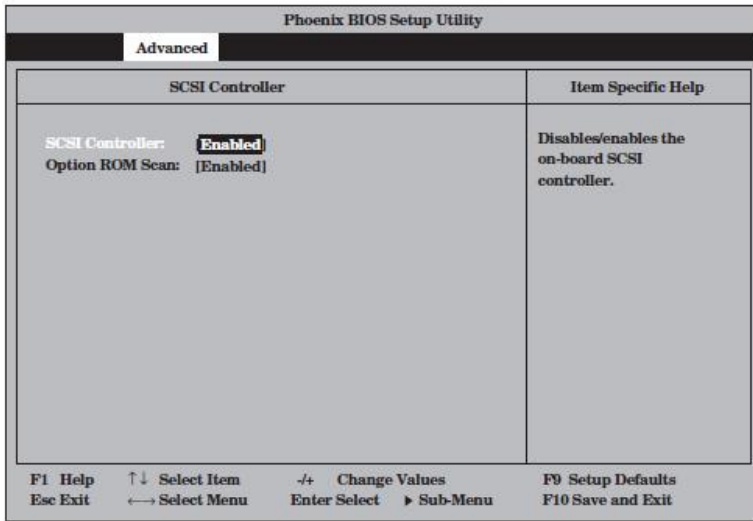 Phoenix BIOS Setup Utility
Advanced
SCSI Controller
Item Specific Help
SCSI Controller: [Enabled]
Option ROM Scan: [Enabled]
Disables/enables the
on-board SCSI
controller.
F1 Help ↑↓ Select Item -/+ Change Values F9 Setup Defaults
Esc Exit ←→ Select Menu Enter Select ▶ Sub-Menu F10 Save and Exit